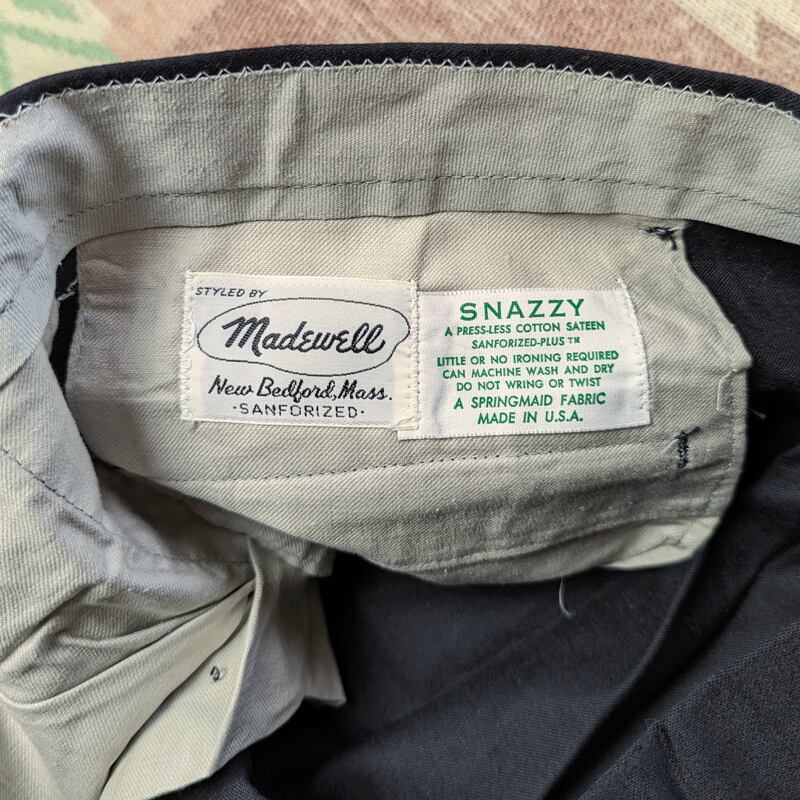 STYLED BY
Madewell
New Bedford, Mass.
·SANFORIZED·
SNAZZY
A PRESS-LESS COTTON SATEEN
SANFORIZED-PLUS™
LITTLE OR NO IRONING REQUIRED
CAN MACHINE WASH AND DRY
DO NOT WRING OR TWIST
A SPRINGMAID FABRIC
MADE IN U.S.A.